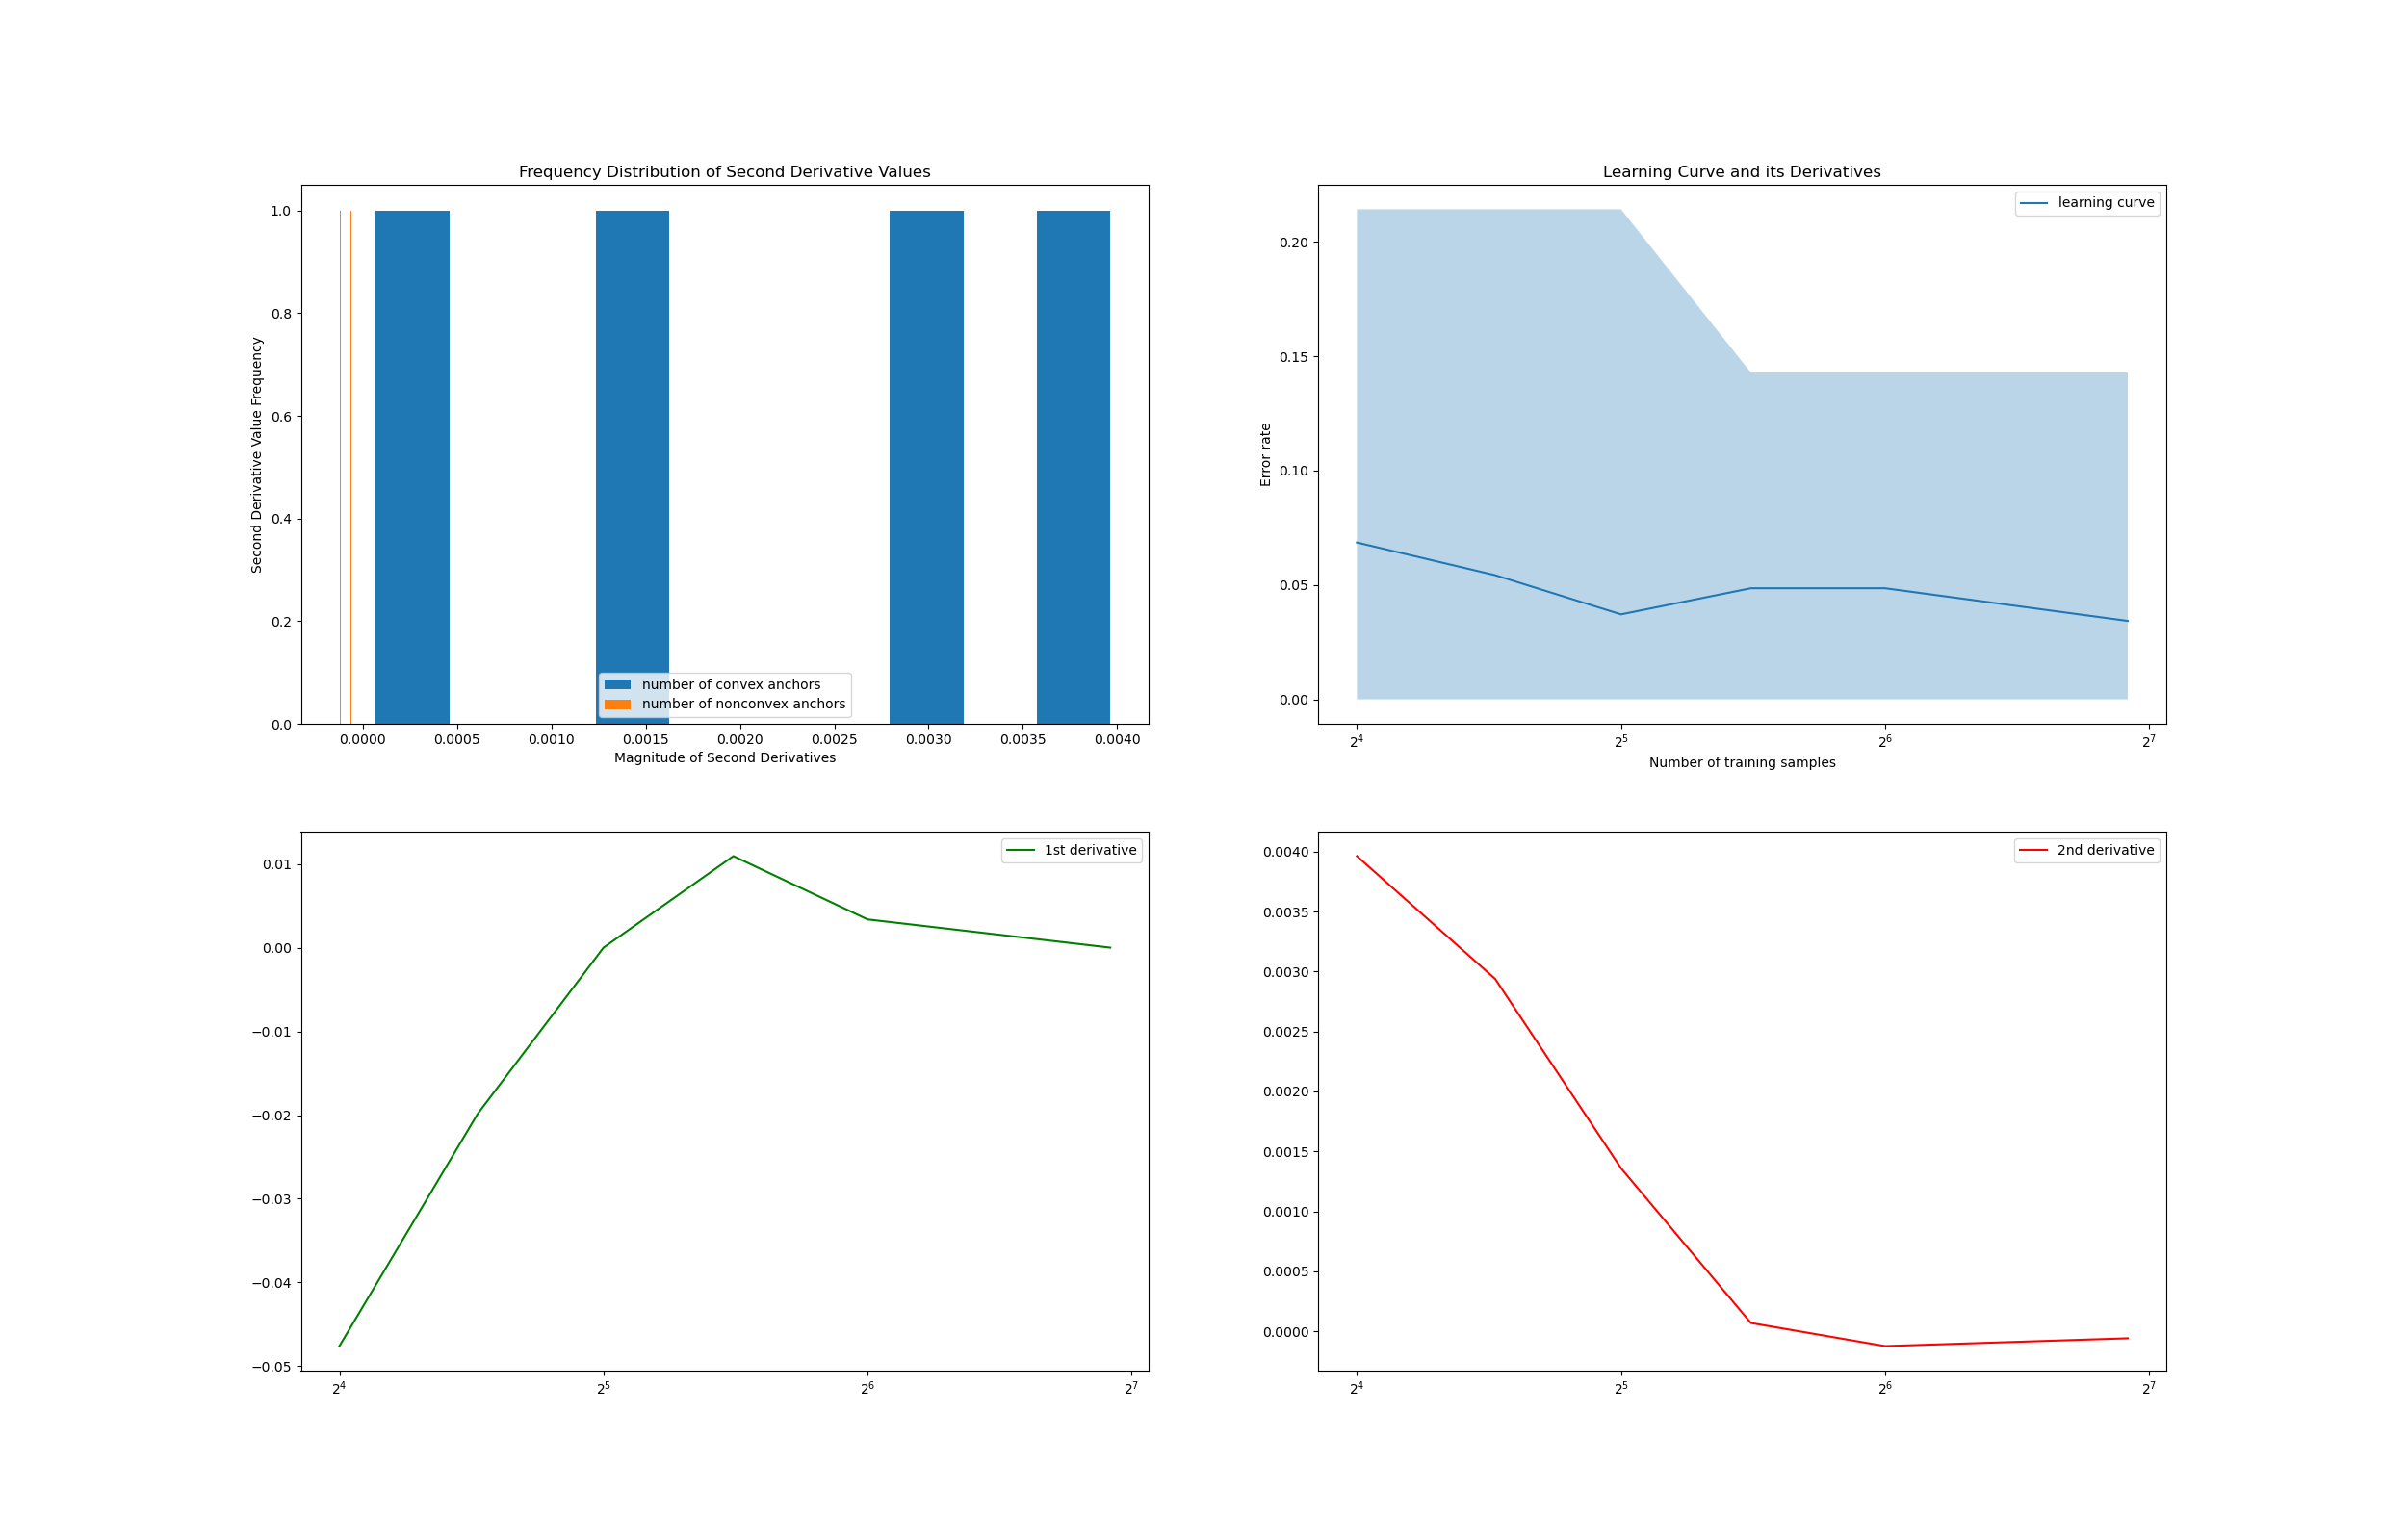 Frequency Distribution of Second Derivative Values
1.0
0.8
0.6
0.4
0.2
0.0
Second Derivative Value Frequency
number of convex anchors
number of nonconvex anchors
0.0000 0.0005 0.0010 0.0015 0.0020 0.0025 0.0030 0.0035 0.0040
Magnitude of Second Derivatives
Learning Curve and its Derivatives
learning curve
0.20
0.15
0.10
0.05
0.00
Error rate
2⁴ 2⁵ 2⁶ 2⁷
Number of training samples
1st derivative
0.01
0.00
−0.01
−0.02
−0.03
−0.04
−0.05
2⁴ 2⁵ 2⁶ 2⁷
2nd derivative
0.0040
0.0035
0.0030
0.0025
0.0020
0.0015
0.0010
0.0005
0.0000
2⁴ 2⁵ 2⁶ 2⁷